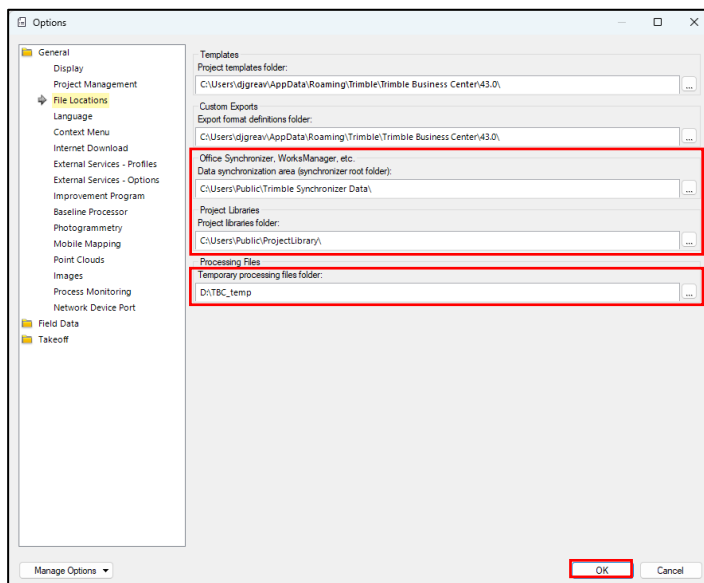 Options
General
Display
Project Management
File Locations
Language
Context Menu
Internet Download
External Services - Profiles
External Services - Options
Improvement Program
Baseline Processor
Photogrammetry
Mobile Mapping
Point Clouds
Images
Process Monitoring
Network Device Port
Field Data
Takeoff
Templates
Project templates folder:
C:\Users\djgreav\AppData\Roaming\Trimble\Trimble Business Center\43.0\
...
Custom Exports
Export format definitions folder:
C:\Users\djgreav\AppData\Roaming\Trimble\Trimble Business Center\43.0\
...
Office Synchronizer, WorksManager, etc.
Data synchronization area (synchronizer root folder):
C:\Users\Public\Trimble Synchronizer Data\
...
Project Libraries
Project libraries folder:
C:\Users\Public\ProjectLibrary\
...
Processing Files
Temporary processing files folder:
D:\TBC_temp
...
Manage Options
OK
Cancel